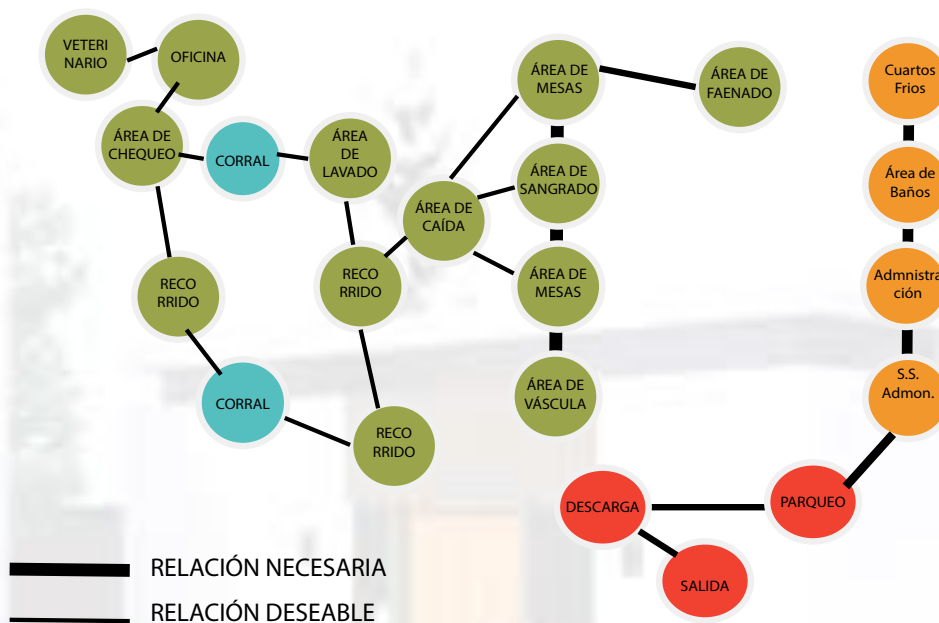 VETERI
NARIO
OFICINA
ÁREA DE
CHEQUEO
CORRAL
ÁREA
DE
LAVADO
RECO
RRIDO
CORRAL
RECO
RRIDO
RECO
RRIDO
ÁREA DE
CAÍDA
ÁREA DE
MESAS
ÁREA DE
FAENADO
ÁREA DE
SANGRADO
ÁREA DE
MESAS
ÁREA DE
VÁSCULA
Cuartos
Frios
Área de
Baños
Admnistra
ción
S.S.
Admon.
DESCARGA
PARQUEO
SALIDA
RELACIÓN NECESARIA
RELACIÓN DESEABLE